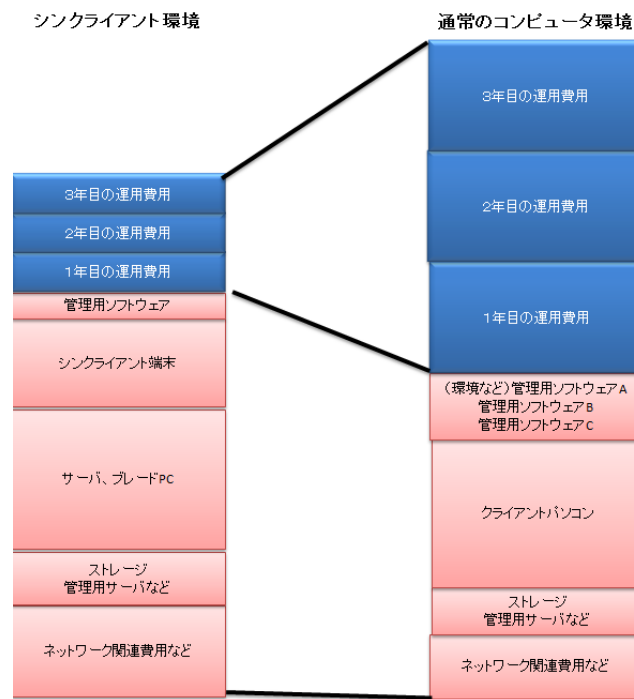 シンクライアント環境
3年目の運用費用
2年目の運用費用
1年目の運用費用
管理用ソフトウェア
シンクライアント端末
サーバ、ブレードPC
ストレージ
管理用サーバなど
ネットワーク関連費用など
通常のコンピュータ環境
3年目の運用費用
2年目の運用費用
1年目の運用費用
(環境など)管理用ソフトウェアA
管理用ソフトウェアB
管理用ソフトウェアC
クライアントパソコン
ストレージ
管理用サーバなど
ネットワーク関連費用など